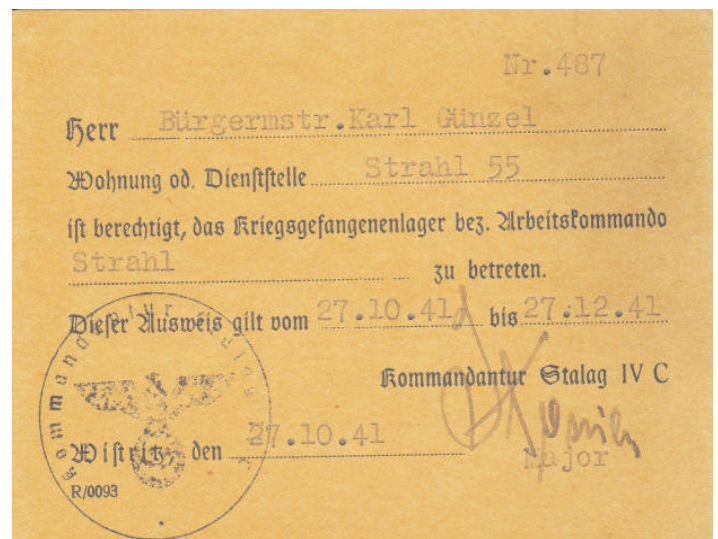 Nr.487
Herr Bürgermstr.Karl Günzel
Wohnung od. Dienststelle Strahl 55
ist berechtigt, das Kriegsgefangenenlager bez. Arbeitskommando
Strahl zu betreten.
Dieser Ausweis gilt vom 27.10.41 bis 27.12.41
Kommandantur Stalag IV C
Wistritz, den 27.10.41
Major
R/0093
Kommandantur Stalag